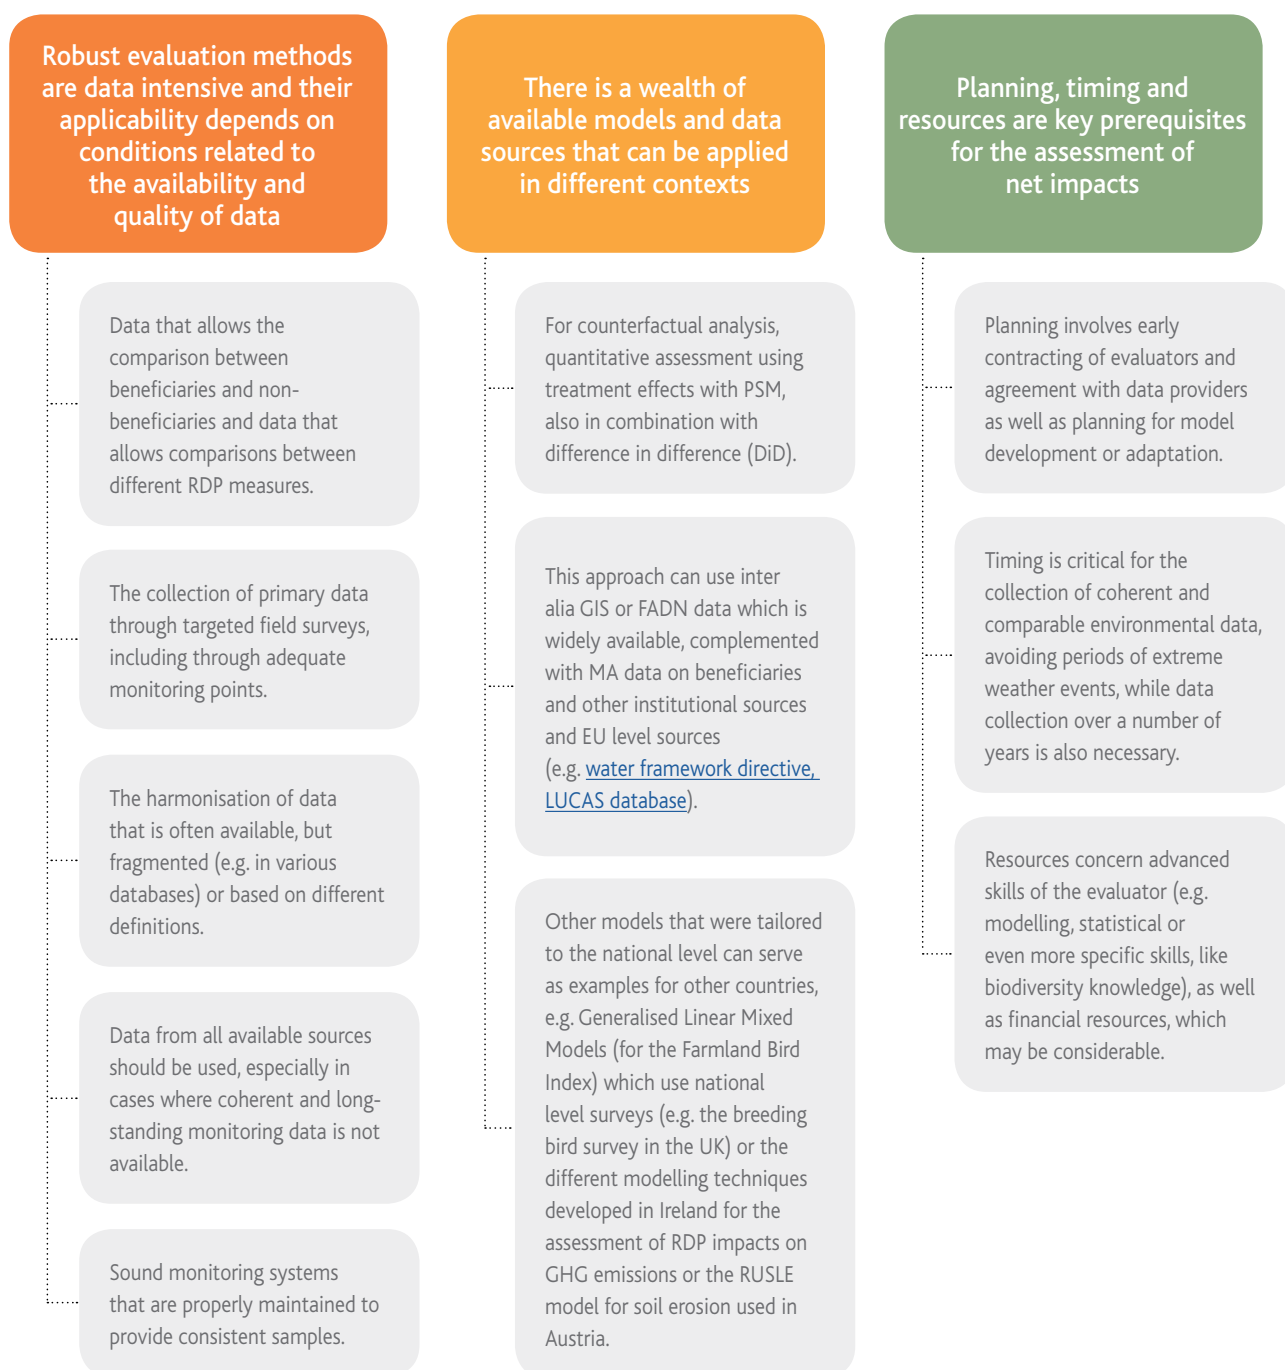 Robust evaluation methods
are data intensive and their
applicability depends on
conditions related to
the availability and
quality of data
Data that allows the
comparison between
beneficiaries and non-
beneficiaries and data that
allows comparisons between
different RDP measures.
The collection of primary data
through targeted field surveys,
including through adequate
monitoring points.
The harmonisation of data
that is often available, but
fragmented (e.g. in various
databases) or based on different
definitions.
Data from all available sources
should be used, especially in
cases where coherent and long-
standing monitoring data is not
available.
Sound monitoring systems
that are properly maintained to
provide consistent samples.
There is a wealth of
available models and data
sources that can be applied
in different contexts
For counterfactual analysis,
quantitative assessment using
treatment effects with PSM,
also in combination with
difference in difference (DiD).
This approach can use inter
alia GIS or FADN data which is
widely available, complemented
with MA data on beneficiaries
and other institutional sources
and EU level sources
(e.g. water framework directive,
LUCAS database).
Other models that were tailored
to the national level can serve
as examples for other countries,
e.g. Generalised Linear Mixed
Models (for the Farmland Bird
Index) which use national
level surveys (e.g. the breeding
bird survey in the UK) or the
different modelling techniques
developed in Ireland for the
assessment of RDP impacts on
GHG emissions or the RUSLE
model for soil erosion used in
Austria.
Planning, timing and
resources are key prerequisites
for the assessment of
net impacts
Planning involves early
contracting of evaluators and
agreement with data providers
as well as planning for model
development or adaptation.
Timing is critical for the
collection of coherent and
comparable environmental data,
avoiding periods of extreme
weather events, while data
collection over a number of
years is also necessary.
Resources concern advanced
skills of the evaluator (e.g.
modelling, statistical or
even more specific skills, like
biodiversity knowledge), as well
as financial resources, which
may be considerable.